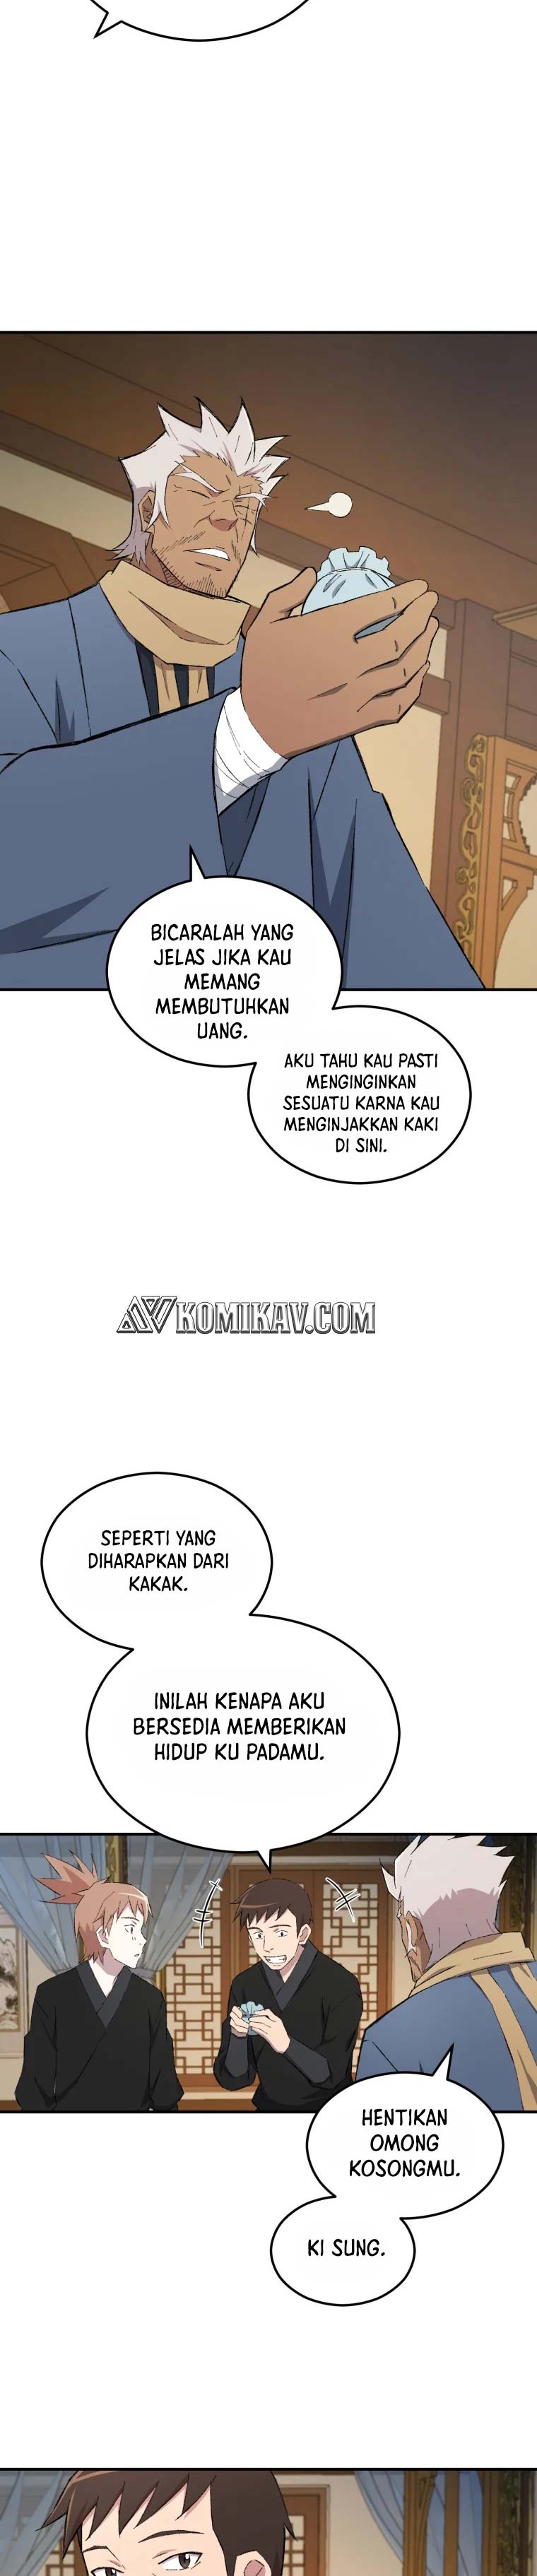 BICARALAH YANG
JELAS JIKA KAU
MEMANG
MEMBUTUHKAN
UANG.
AKU TAHU KAU PASTI
MENGINGINKAN
SESUATU KARNA KAU
MENGINJAKKAN KAKI
DI SINI.
KOMIKAV.COM
SEPERTI YANG
DIHARAPKAN DARI
KAKAK.
INILAH KENAPA AKU
BERSEDIA MEMBERIKAN
HIDUP KU PADAMU.
HENTIKAN
OMONG
KOSONGMU.
KI SUNG.